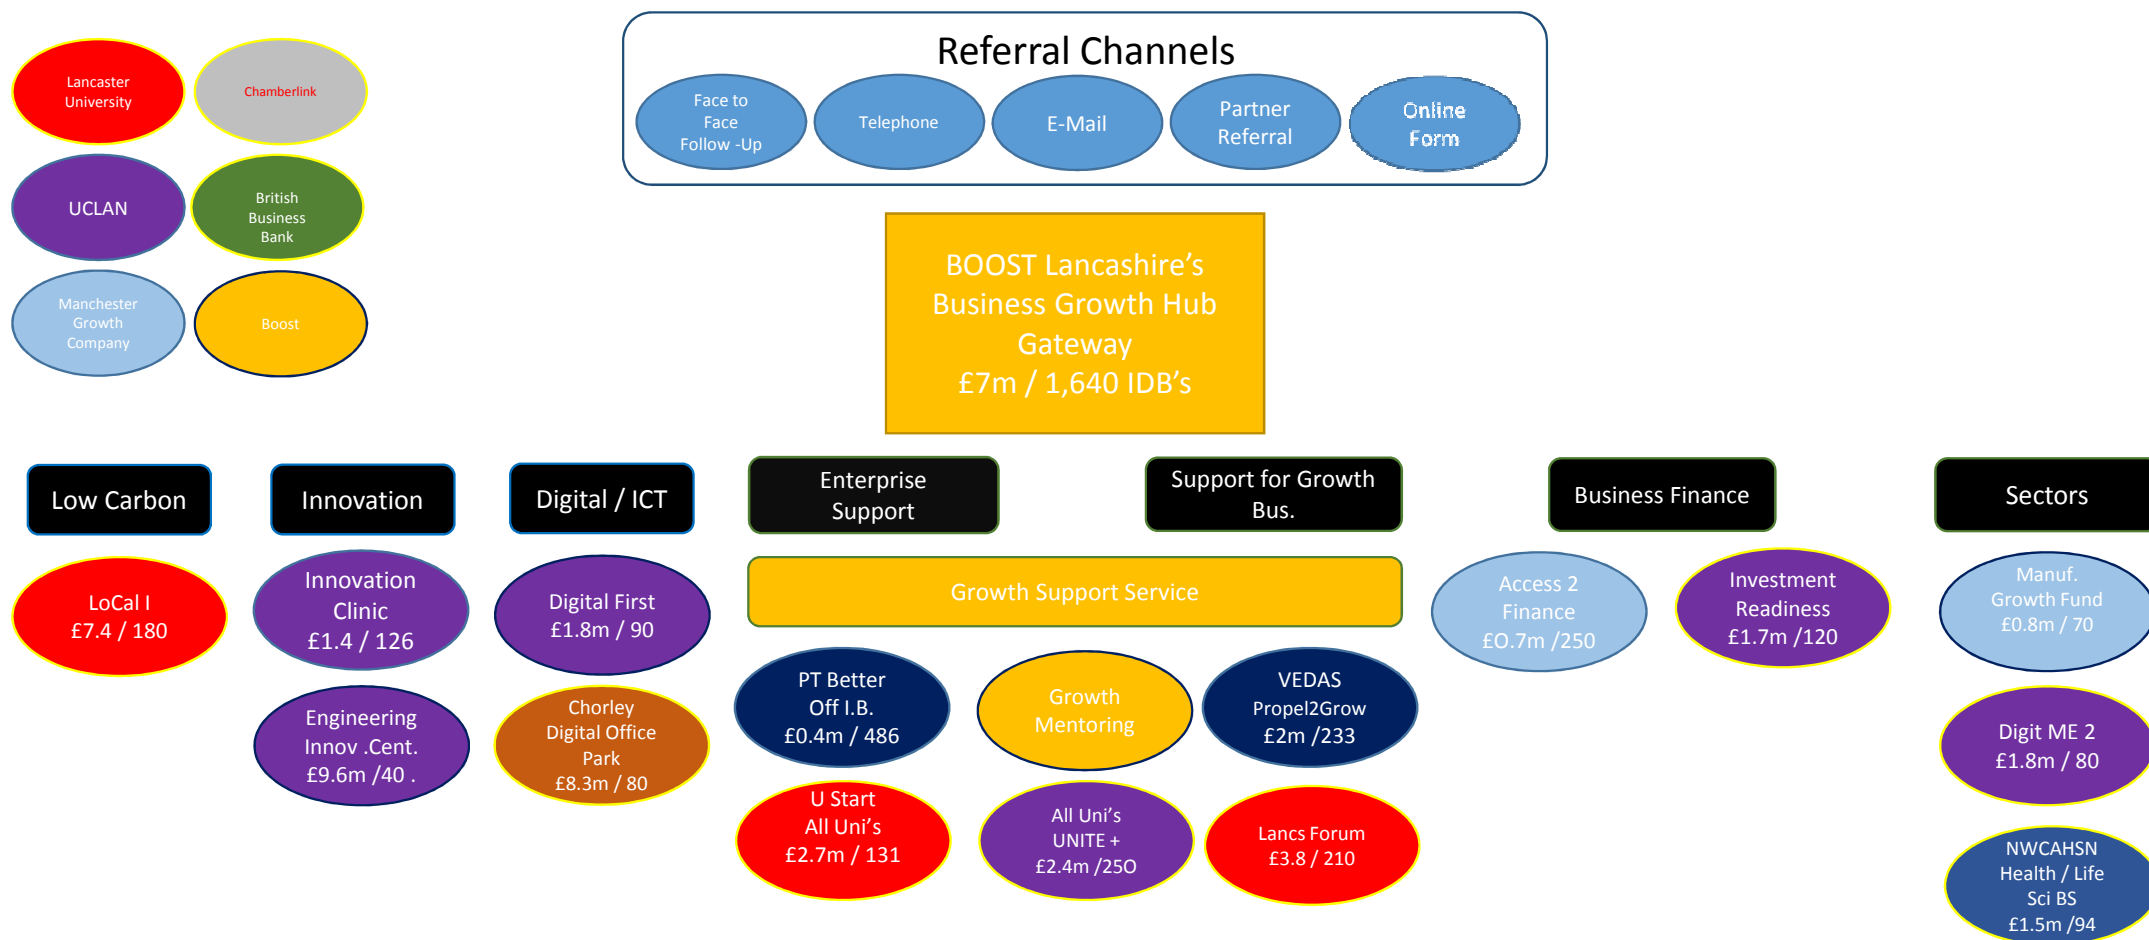 Lancaster
University
Chamberlink
UCLAN
British
Business
Bank
Manchester
Growth
Company
Boost
Referral Channels
Face to
Face
Follow -Up
Telephone
E-Mail
Partner
Referral
Online
Form
BOOST Lancashire’s
Business Growth Hub
Gateway
£7m / 1,640 IDB’s
Low Carbon
Innovation
Digital / ICT
Enterprise
Support
Support for Growth
Bus.
Business Finance
Sectors
LoCal I
£7.4 / 180
Innovation
Clinic
£1.4 / 126
Digital First
£1.8m / 90
Growth Support Service
Access 2
Finance
£O.7m /250
Investment
Readiness
£1.7m /120
Manuf.
Growth Fund
£0.8m / 70
Engineering
Innov .Cent.
£9.6m /40 .
Chorley
Digital Office
Park
£8.3m / 80
PT Better
Off I.B.
£0.4m / 486
Growth
Mentoring
VEDAS
Propel2Grow
£2m /233
Digit ME 2
£1.8m / 80
U Start
All Uni’s
£2.7m / 131
All Uni’s
UNITE +
£2.4m /25O
Lancs Forum
£3.8 / 210
NWCAHSN
Health / Life
Sci BS
£1.5m /94